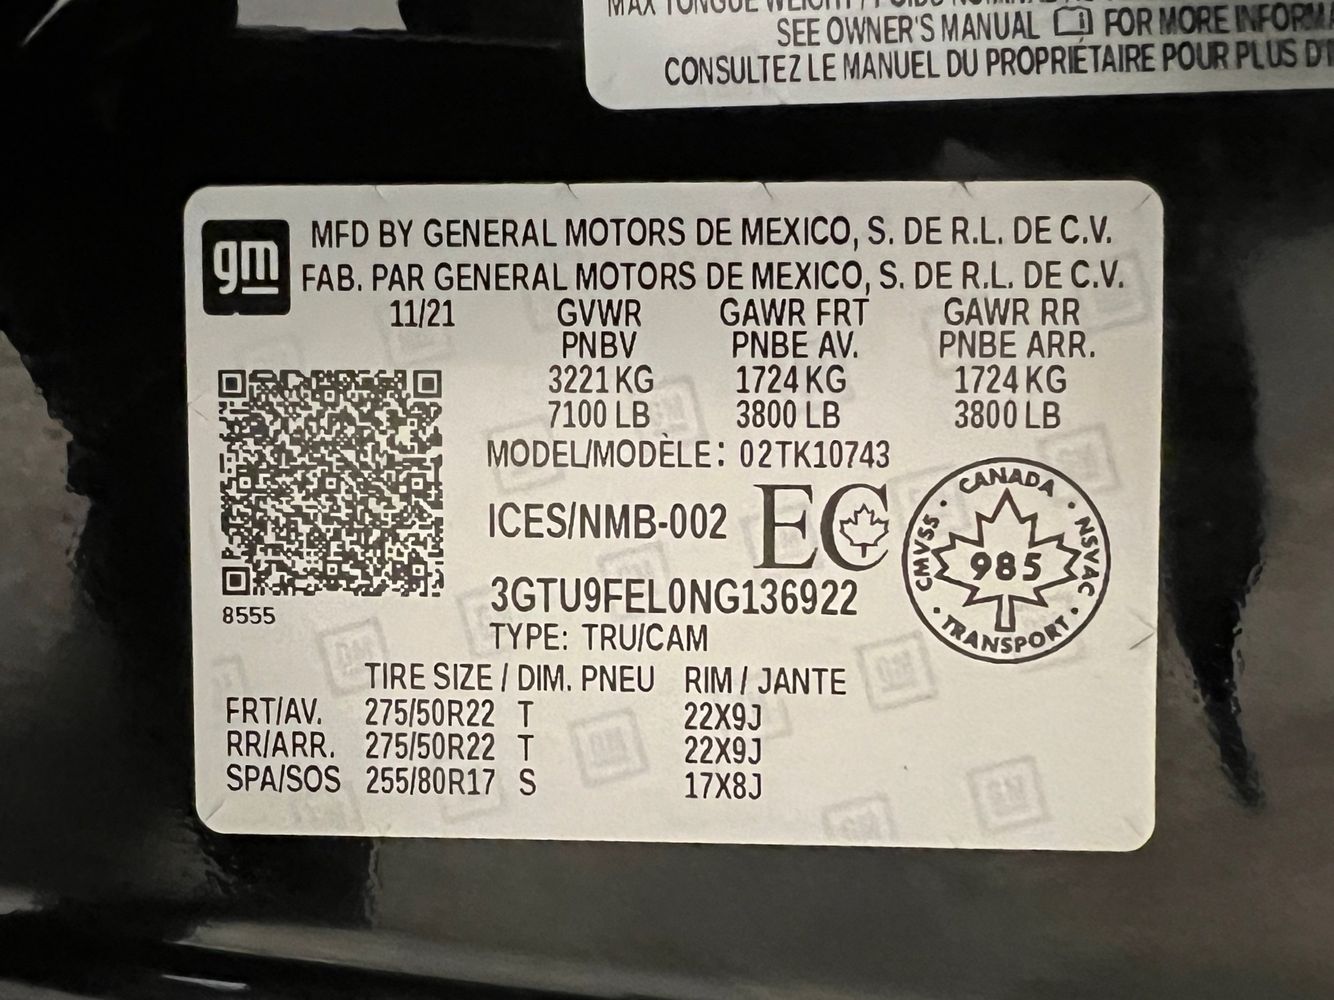 MAX TONGUE WEIGHT / POIDS
SEE OWNER'S MANUAL FOR MORE
CONSULTEZ LE MANUEL DU PROPRIÉTAIRE POUR PLUS
gm
MFD BY GENERAL MOTORS DE MEXICO, S. DE R.L. DE C.V.
FAB. PAR GENERAL MOTORS DE MEXICO, S. DE R.L. DE C.V.
11/21 GVWR GAWR FRT GAWR RR
PNBV PNBE AV. PNBE ARR.
3221 KG 1724 KG 1724 KG
7100 LB 3800 LB 3800 LB
MODEL/MODÈLE: 02TK10743
ICES/NMB-002 EC
CANADA
CMVSS 985 NSVAC
TRANSPORT
3GTU9FEL0NG136922
8555
TYPE: TRU/CAM
TIRE SIZE / DIM. PNEU RIM / JANTE
FRT/AV. 275/50R22 T 22X9J
RR/ARR. 275/50R22 T 22X9J
SPA/SOS 255/80R17 S 17X8J